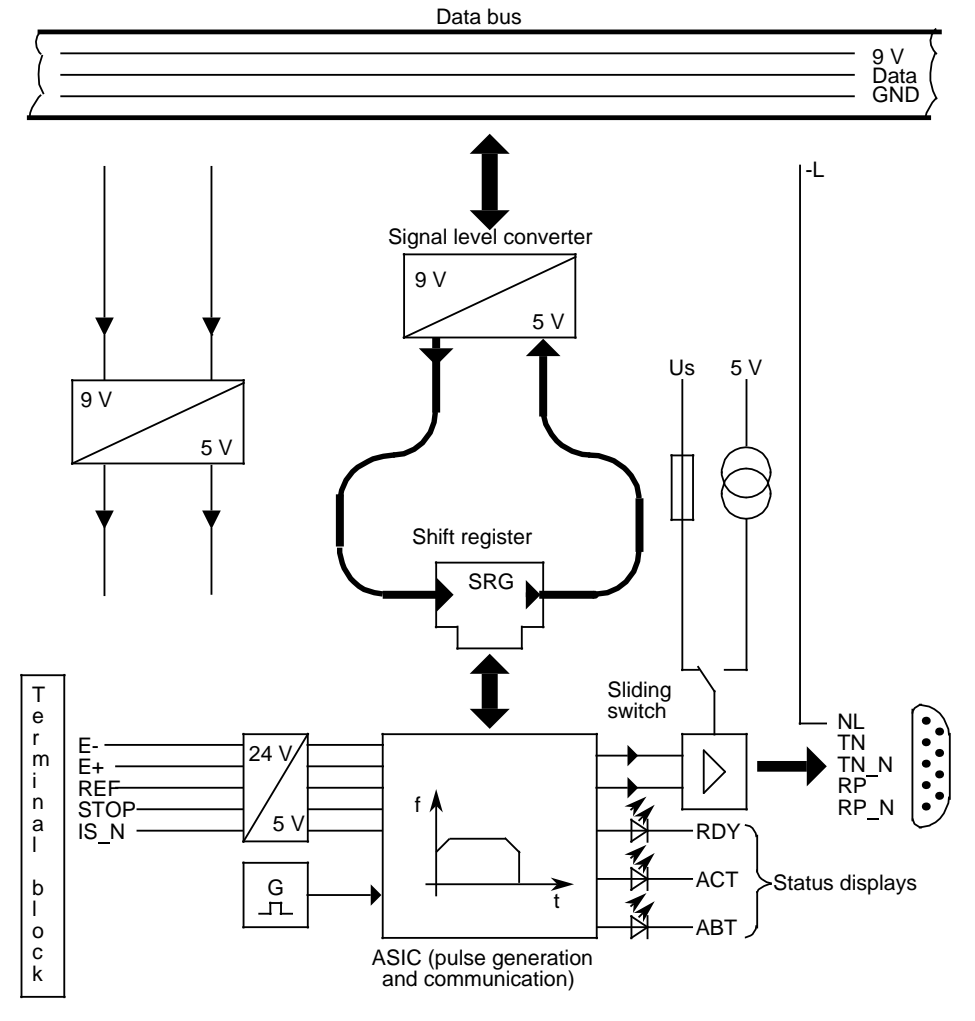 Data bus
9 V
Data
GND
-L
Signal level converter
9 V
5 V
Us
5 V
9 V
5 V
Shift register
SRG
Sliding
switch
Terminal block
E-
E+
REF
STOP
IS_N
24 V
5 V
G
f
t
NL
TN
TN_N
RP
RP_N
RDY
ACT
ABT
Status displays
ASIC (pulse generation
and communication)